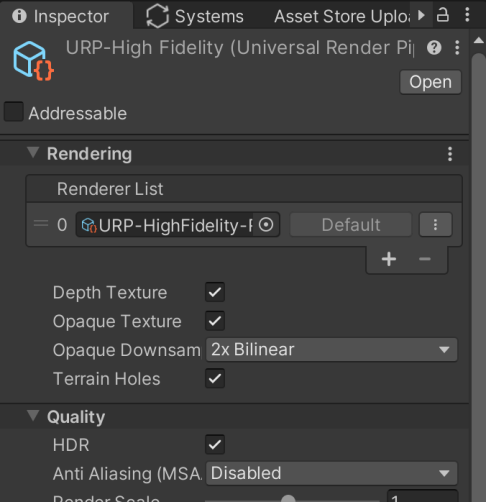 Inspector Systems Asset Store Uploa
URP-High Fidelity (Universal Render Pi
Open
Addressable
Rendering
Renderer List
0 URP-HighFidelity-F Default
Depth Texture
Opaque Texture
Opaque Downsam 2x Bilinear
Terrain Holes
Quality
HDR
Anti Aliasing (MSA Disabled
Render Scale 1